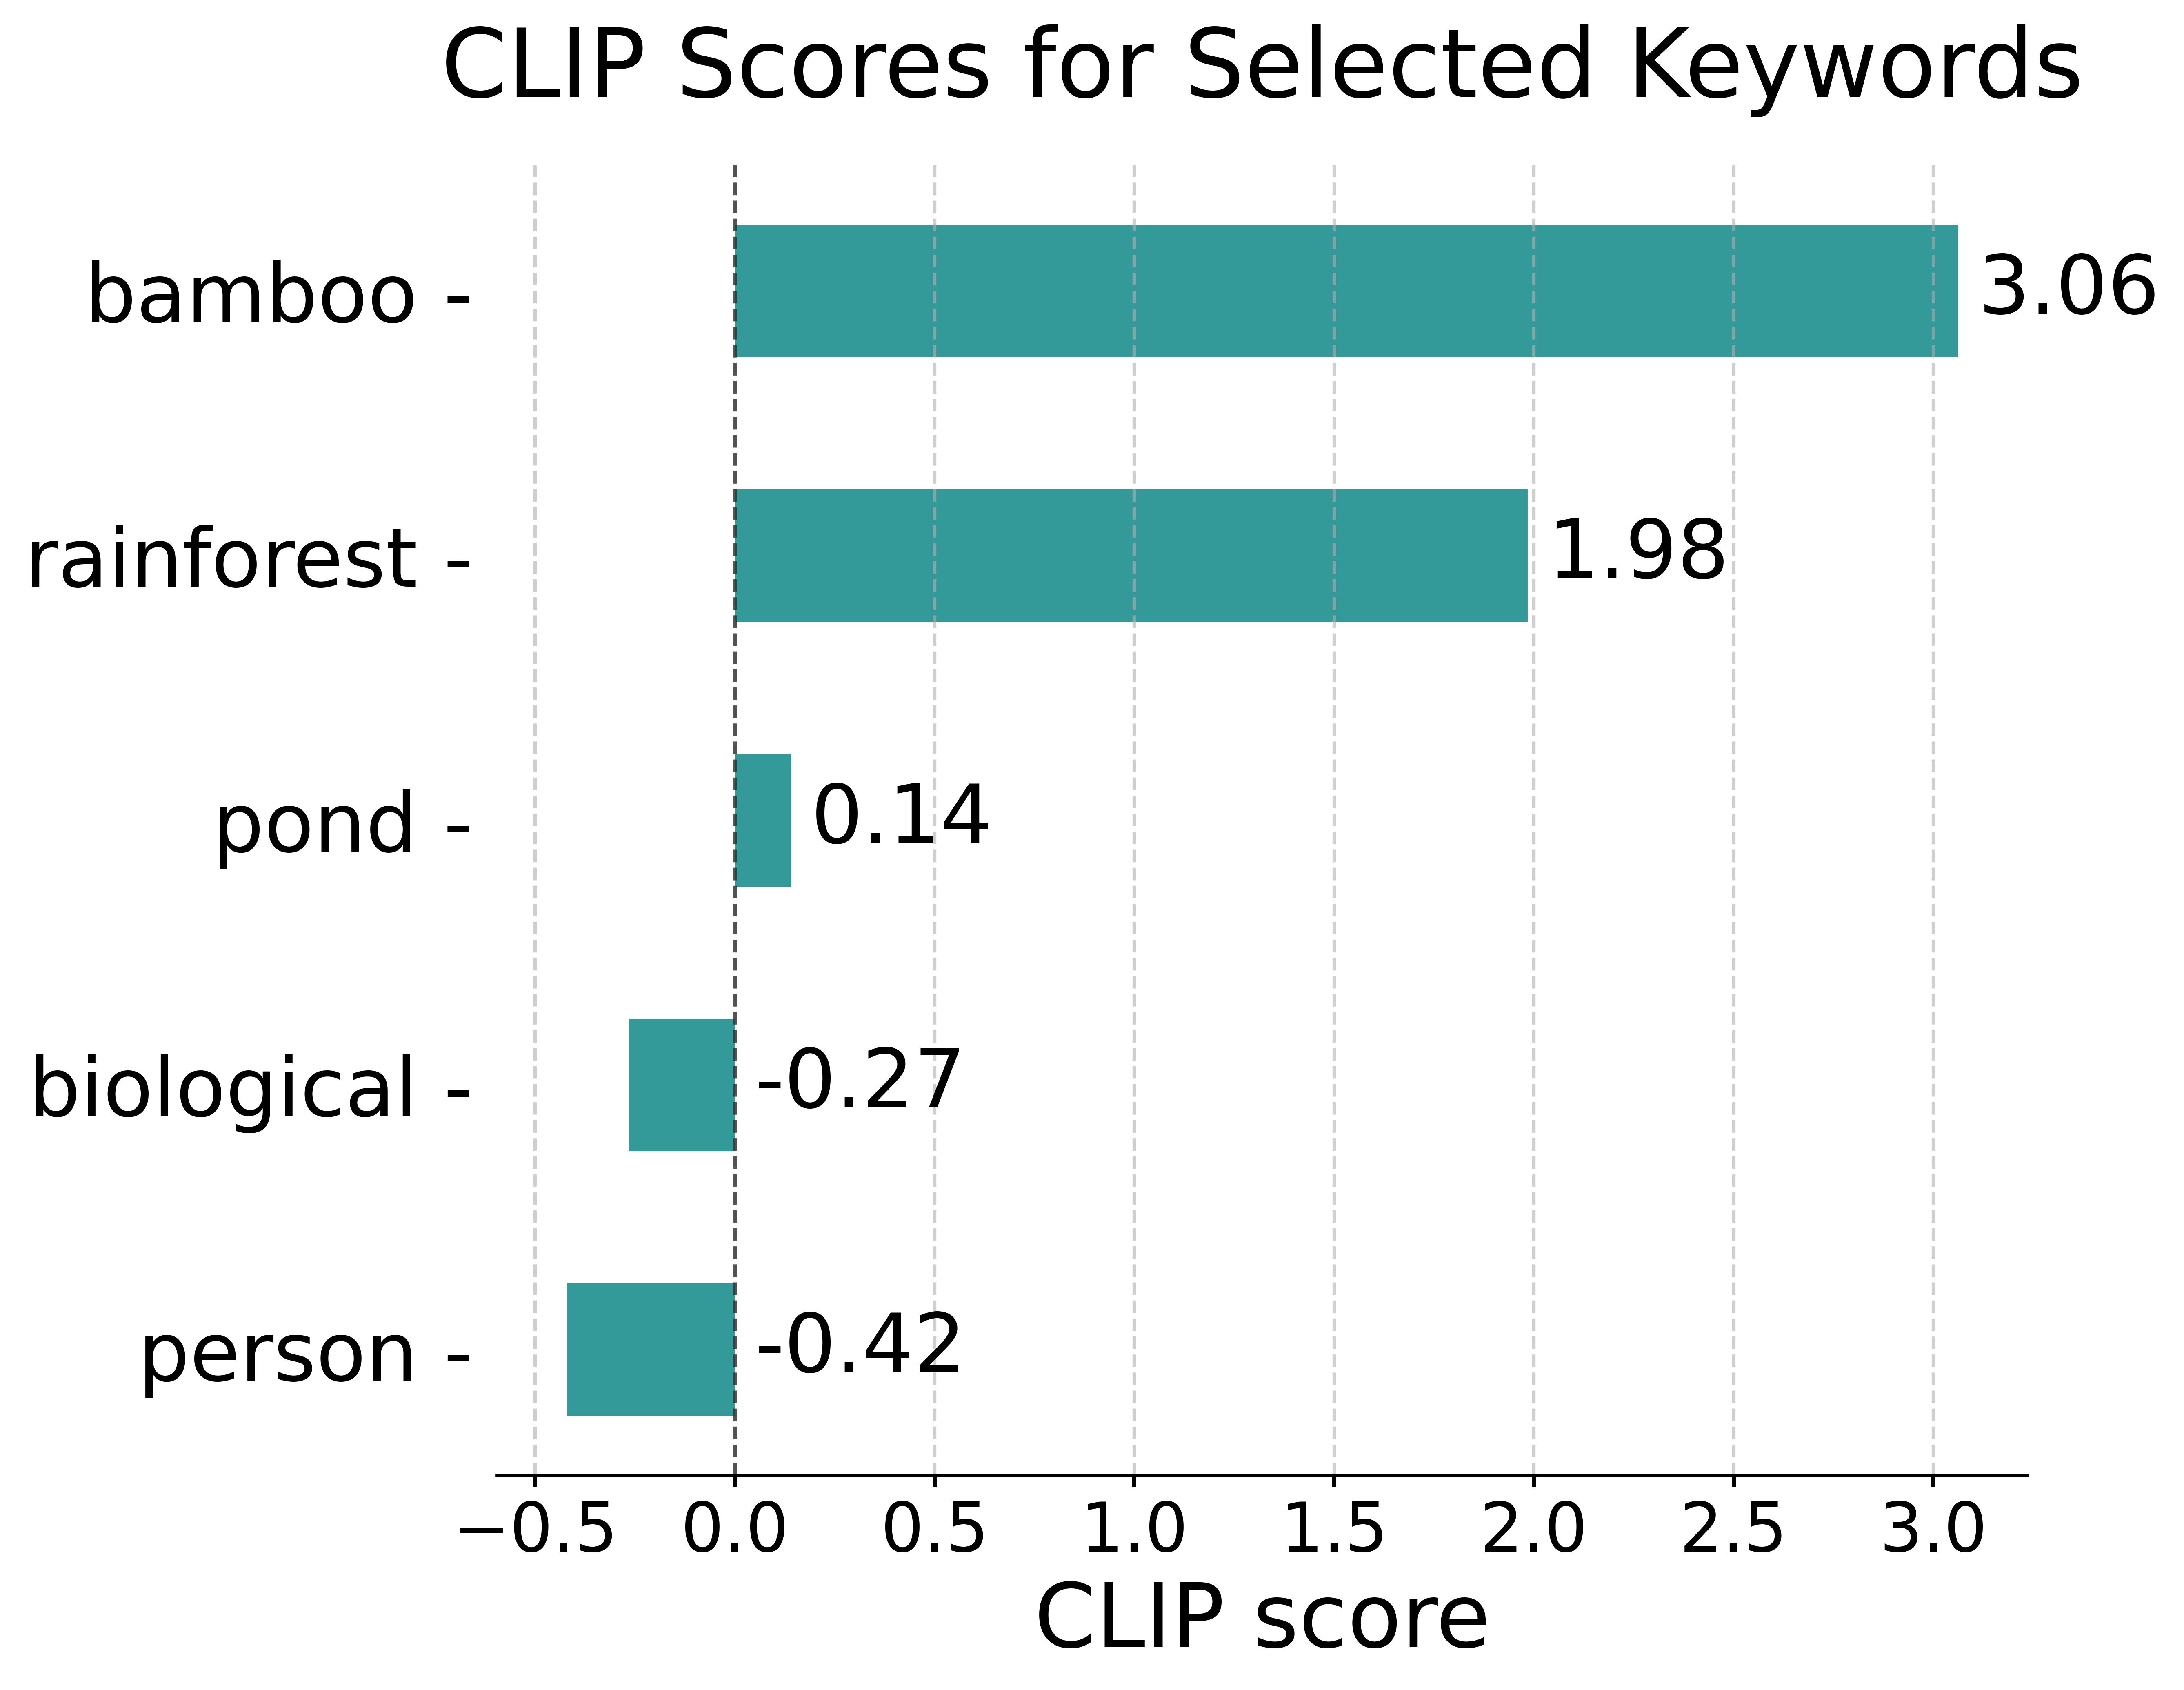 CLIP Scores for Selected Keywords
bamboo - 3.06
rainforest - 1.98
pond - 0.14
biological - -0.27
person - -0.42
−0.5 0.0 0.5 1.0 1.5 2.0 2.5 3.0
CLIP score